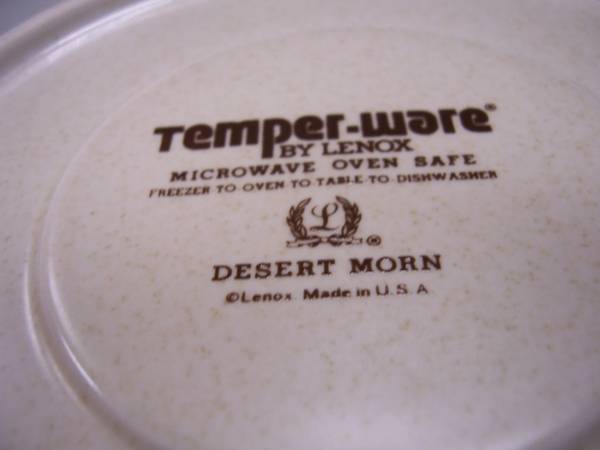 Temper-ware®
BY LENOX
MICROWAVE OVEN SAFE
FREEZER-TO-OVEN-TO-TABLE-TO-DISHWASHER
L
®
DESERT MORN
©Lenox. Made in U.S.A